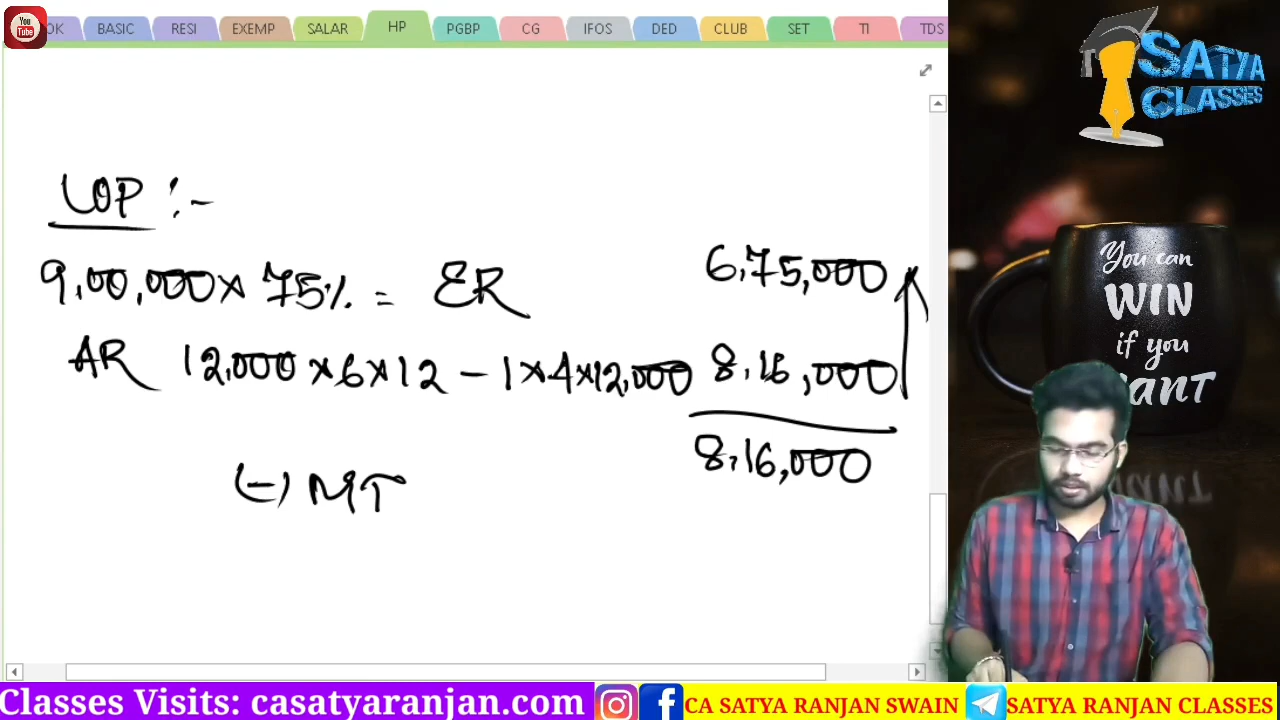 You Tube
OK BASIC RESI EXEMP SALAR HP PGBP CG IFOS DED CLUB SET TI TDS
SATYA
CLASSES
LOP :-
9,00,000 x 75% = ER 6,75,000
AR 12,000 x 6 x 12 - 1 x 4 x 12,000 8,16,000
8,16,000
(-) MT
You can
WIN
if you
WANT
Classes Visits: casatyaranjan.com CA SATYA RANJAN SWAIN SATYA RANJAN CLASSES